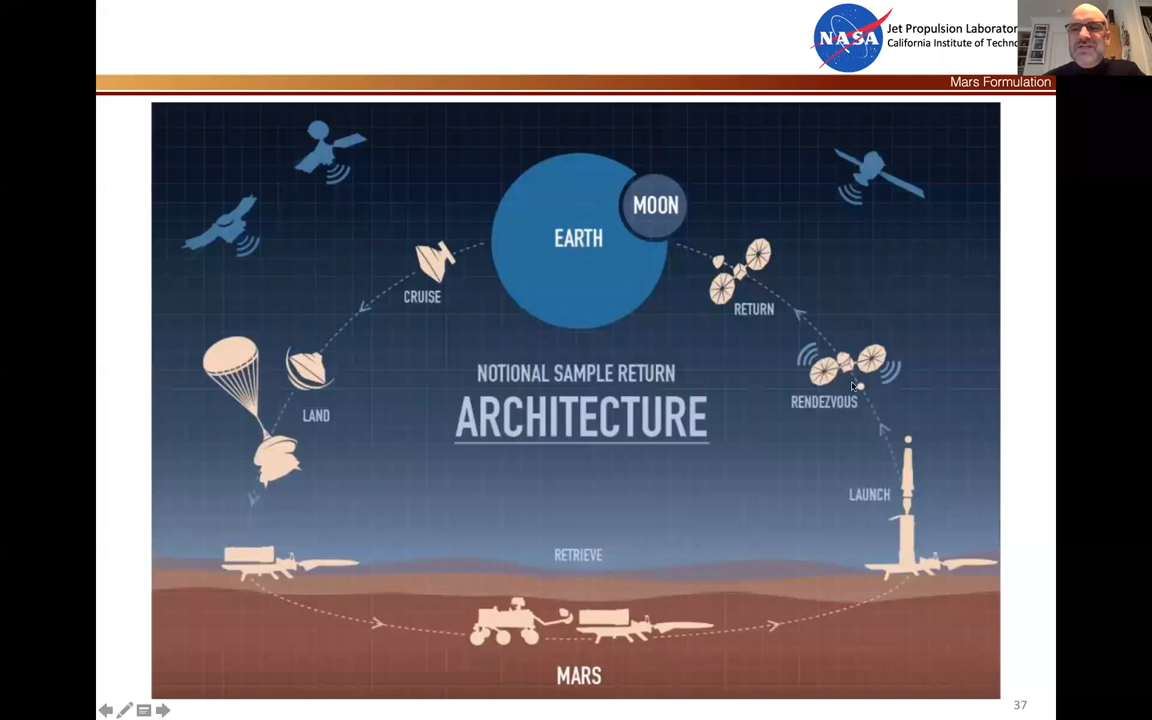 NASA
Jet Propulsion Laborator
California Institute of Techno
Mars Formulation
MOON
EARTH
CRUISE
RETURN
NOTIONAL SAMPLE RETURN
ARCHITECTURE
LAND
RENDEZVOUS
LAUNCH
RETRIEVE
MARS
37